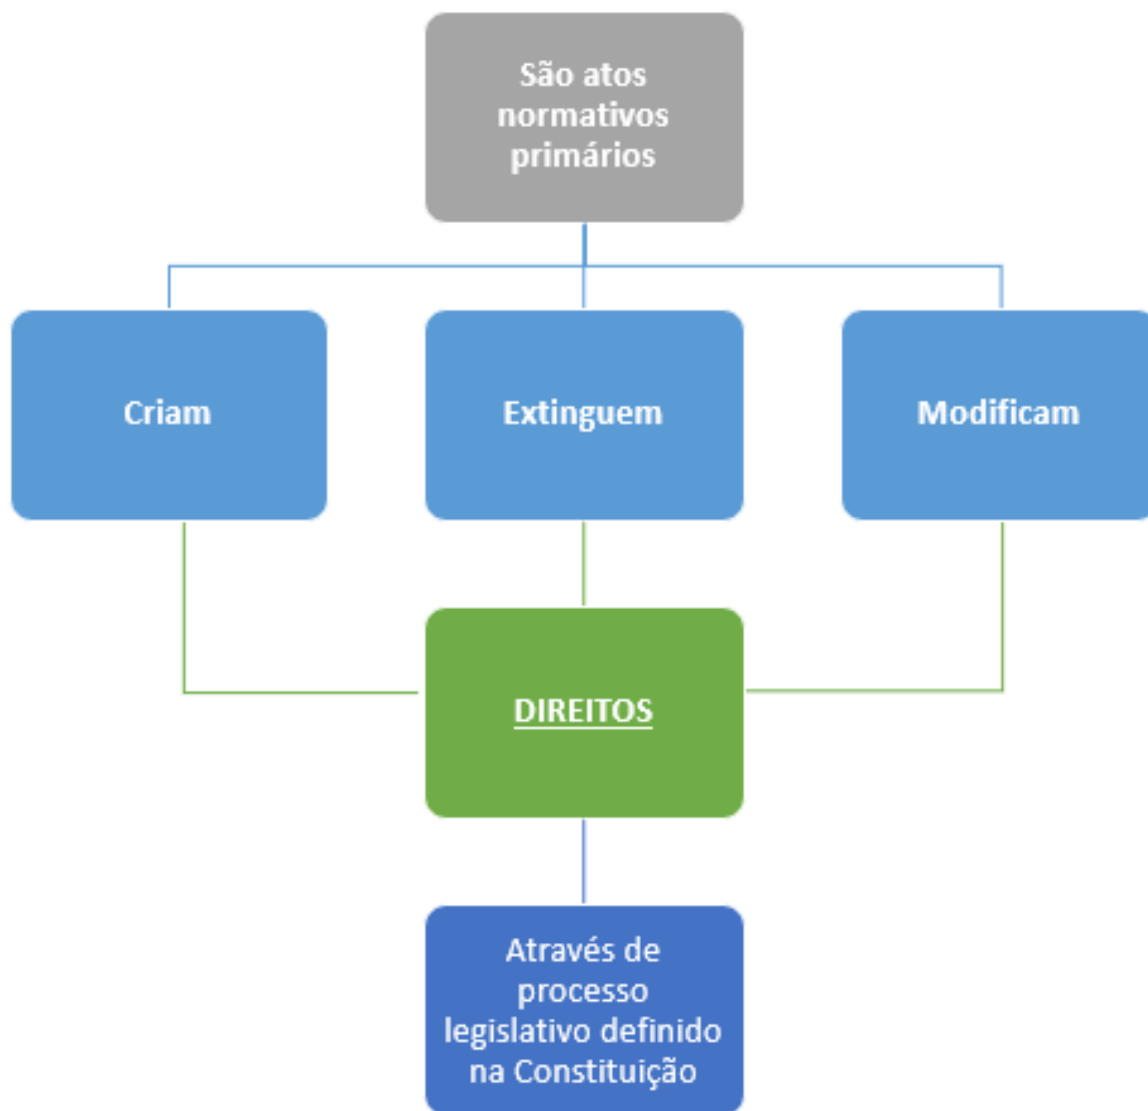 São atos
normativos
primários
Criam
Extinguem
Modificam
DIREITOS
Através de
processo
legislativo definido
na Constituição